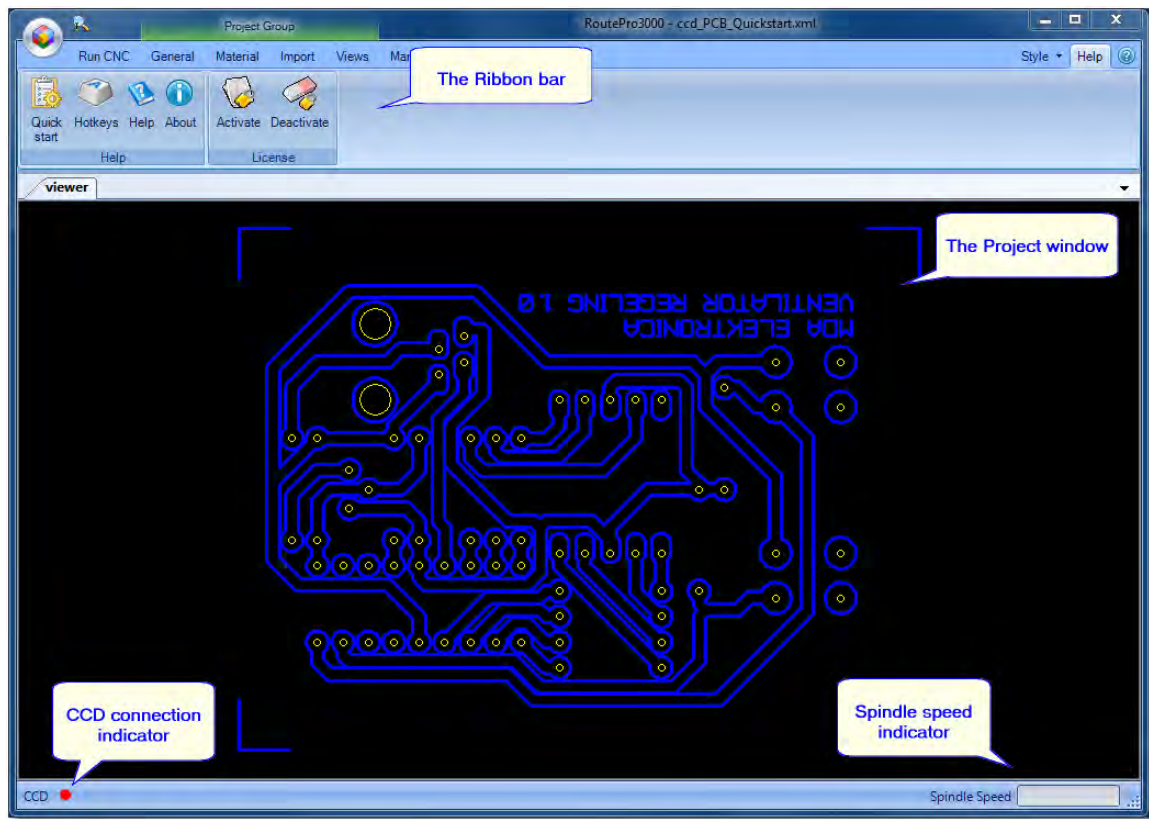 Project Group
RoutePro3000 - ccd_PCB_Quickstart.xml
Run CNC General Material Import Views
Style Help
The Ribbon bar
Quick start Hotkeys Help About Activate Deactivate
Help License
viewer
The Project window
VENTILATOR REGELING 1.0
MDA ELEKTRONICA
CCD connection
indicator
Spindle speed
indicator
CCD Spindle Speed